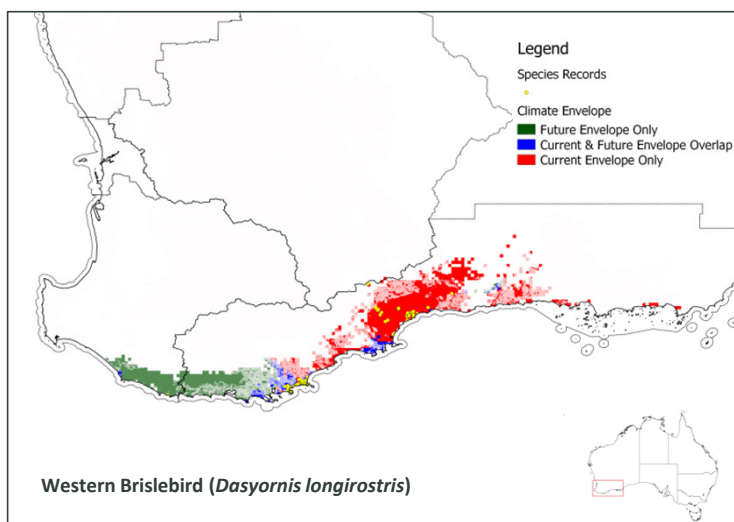 Legend
Species Records
Climate Envelope
Future Envelope Only
Current & Future Envelope Overlap
Current Envelope Only
Western Brislebird (Dasyornis longirostris)